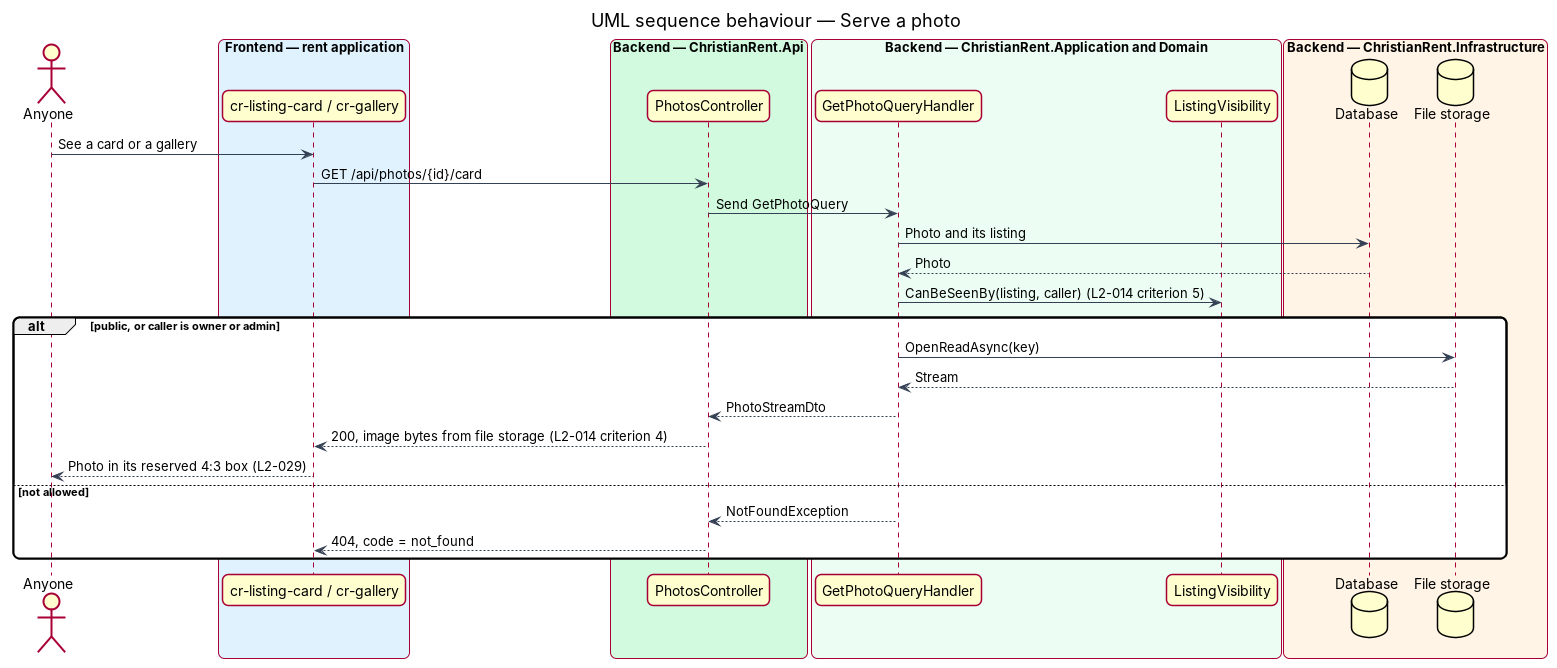 UML sequence behaviour — Serve a photo
Frontend — rent application
Backend — ChristianRent.Api
Backend — ChristianRent.Application and Domain
Backend — ChristianRent.Infrastructure
Anyone
cr-listing-card / cr-gallery
PhotosController
GetPhotoQueryHandler
ListingVisibility
Database
File storage
See a card or a gallery
GET /api/photos/{id}/card
Send GetPhotoQuery
Photo and its listing
Photo
CanBeSeenBy(listing, caller) (L2-014 criterion 5)
alt
[public, or caller is owner or admin]
OpenReadAsync(key)
Stream
PhotoStreamDto
200, image bytes from file storage (L2-014 criterion 4)
Photo in its reserved 4:3 box (L2-029)
[not allowed]
NotFoundException
404, code = not_found
Anyone
cr-listing-card / cr-gallery
PhotosController
GetPhotoQueryHandler
ListingVisibility
Database
File storage